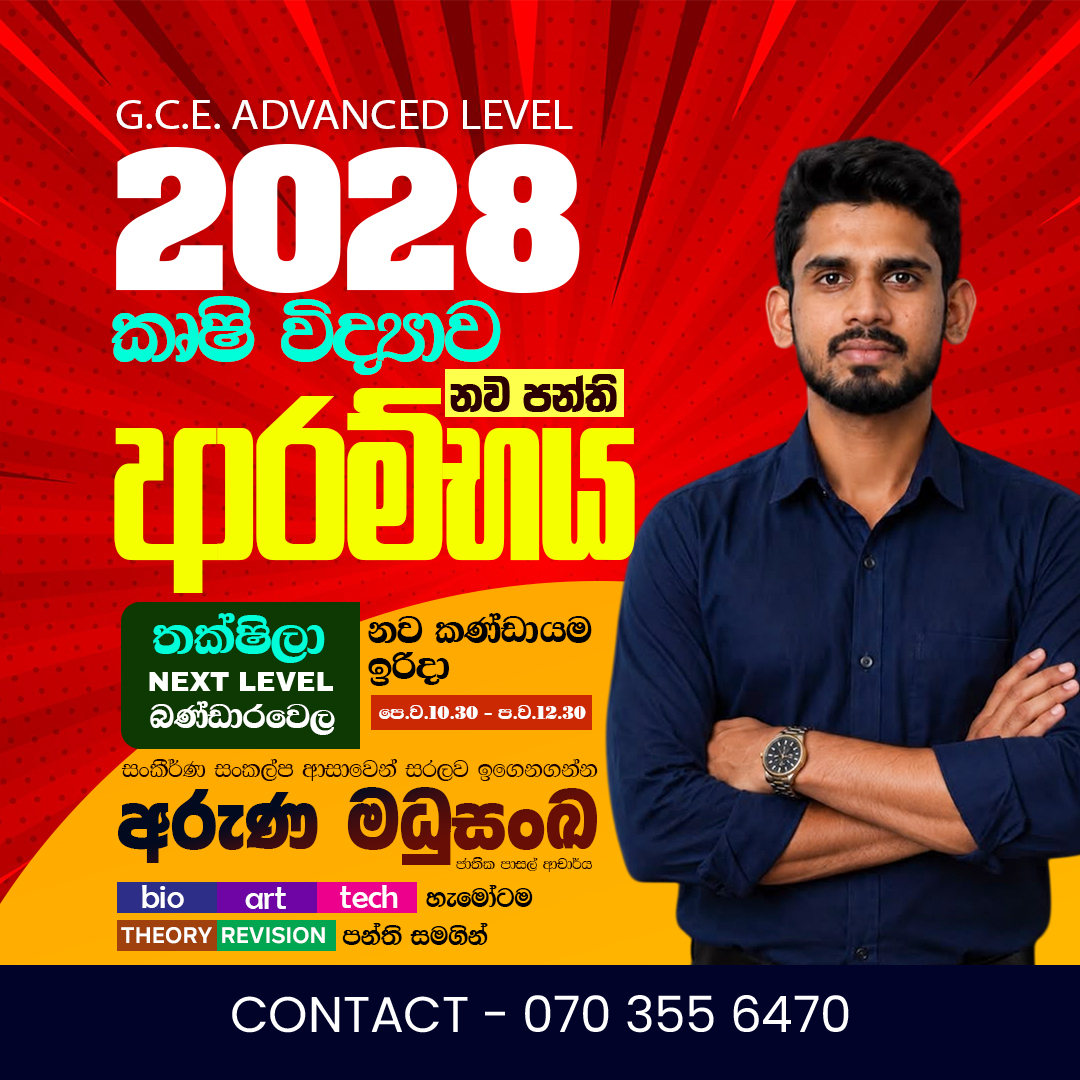 G.C.E. ADVANCED LEVEL
2028
කෘෂි විද්‍යාව
නව පන්ති
ආරම්භය
තක්ෂිලා
NEXT LEVEL
බණ්ඩාරවෙල
නව කණ්ඩායම
ඉරිදා
පෙ.ව.10.30 - ප.ව.12.30
සංකීර්ණ සංකල්ප ආසාවෙන් සරලව ඉගෙනගන්න
අරුණ මධුසංඛ
ජාතික පාසල් ආචාර්ය
bio art tech හැමෝටම
THEORY REVISION පන්ති සමගින්
CONTACT - 070 355 6470